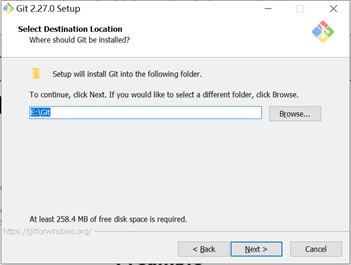 Git 2.27.0 Setup
Select Destination Location
Where should Git be installed?
Setup will install Git into the following folder.
To continue, click Next. If you would like to select a different folder, click Browse.
E:\Git
Browse...
At least 258.4 MB of free disk space is required.
https://gitforwindows.org/
< Back
Next >
Cancel